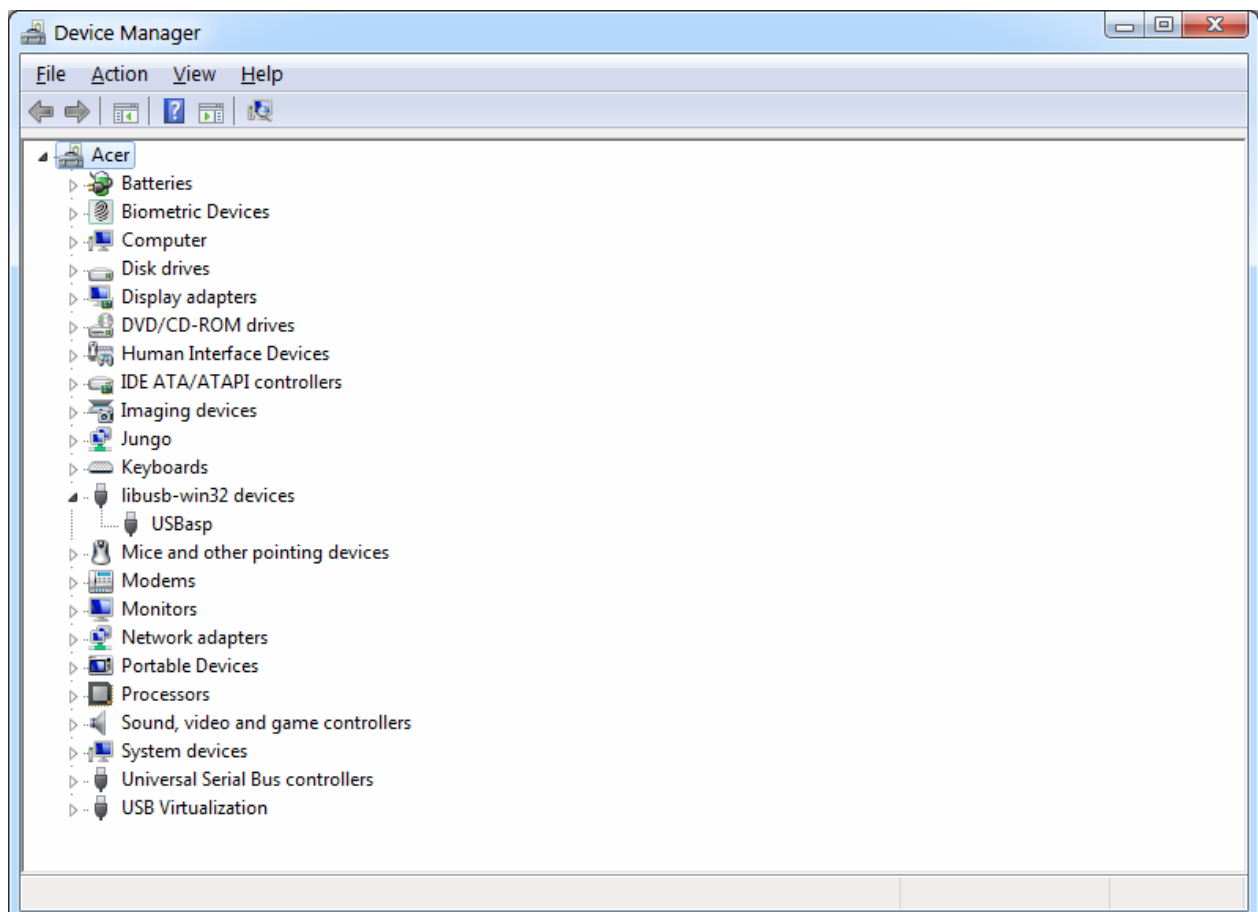 Device Manager
File Action View Help
Acer
Batteries
Biometric Devices
Computer
Disk drives
Display adapters
DVD/CD-ROM drives
Human Interface Devices
IDE ATA/ATAPI controllers
Imaging devices
Jungo
Keyboards
libusb-win32 devices
USBasp
Mice and other pointing devices
Modems
Monitors
Network adapters
Portable Devices
Processors
Sound, video and game controllers
System devices
Universal Serial Bus controllers
USB Virtualization